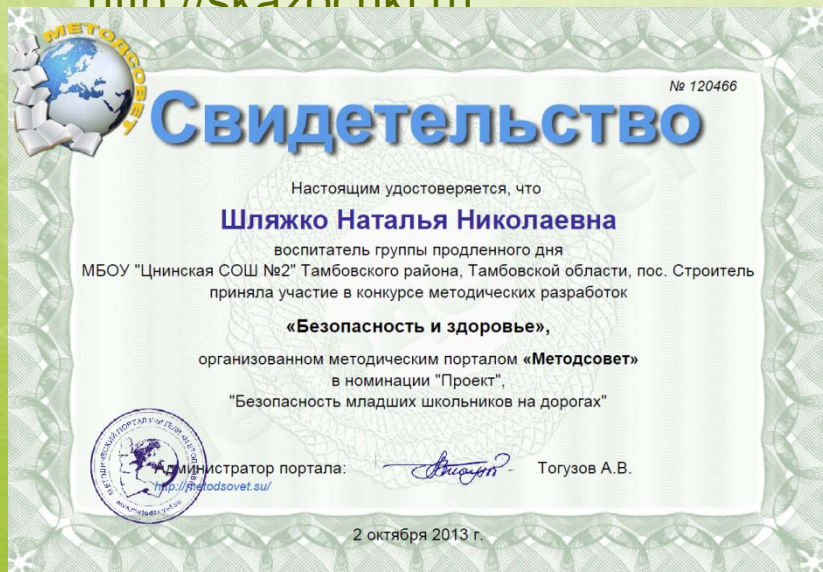 МЕТОДСОВЕТ
№ 120466
Свидетельство
Настоящим удостоверяется, что
Шляжко Наталья Николаевна
воспитатель группы продленного дня
МБОУ "Цнинская СОШ №2" Тамбовского района, Тамбовской области, пос. Строитель
приняла участие в конкурсе методических разработок
«Безопасность и здоровье»,
организованном методическим порталом «Методсовет»
в номинации "Проект",
"Безопасность младших школьников на дорогах"
Администратор портала: Тогузов А.В.
http://metodsovet.su/
2 октября 2013 г.